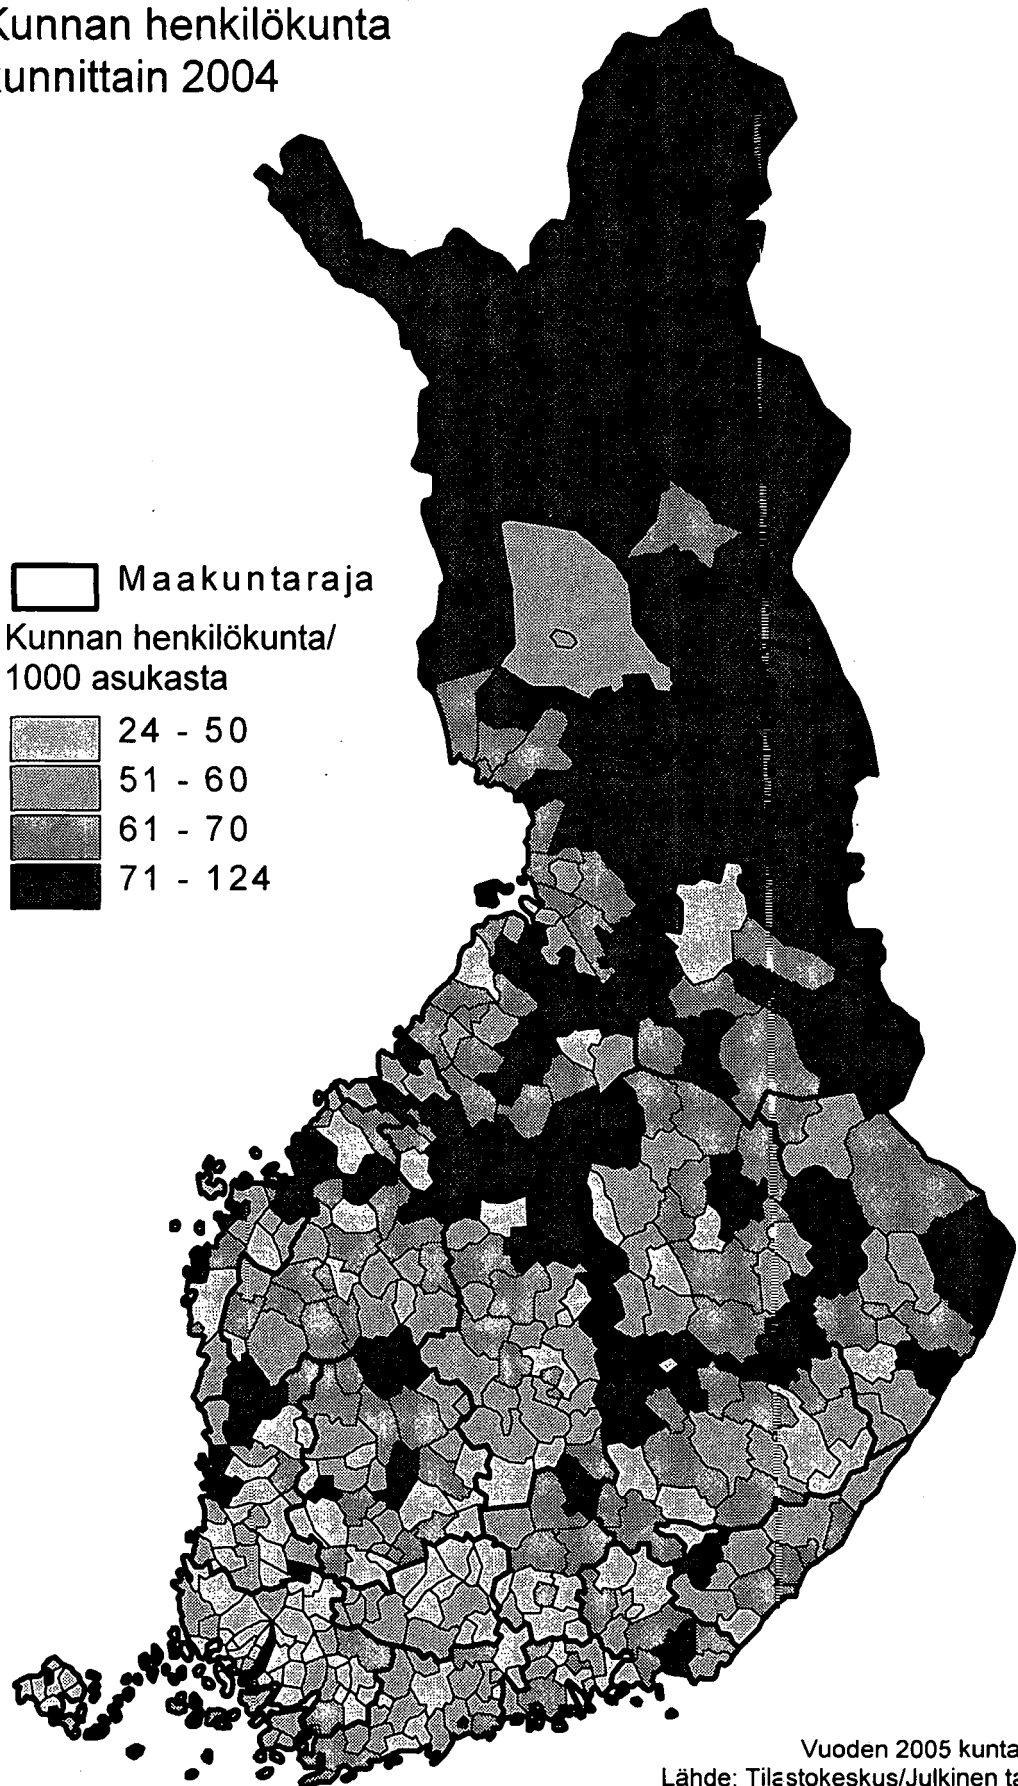 Kunnan henkilökunta
kunnittain 2004
Maakuntaraja
Kunnan henkilökunta/
1000 asukasta
24 - 50
51 - 60
61 - 70
71 - 124
Vuoden 2005 kunta
Lähde: Tilastokeskus/Julkinen ta